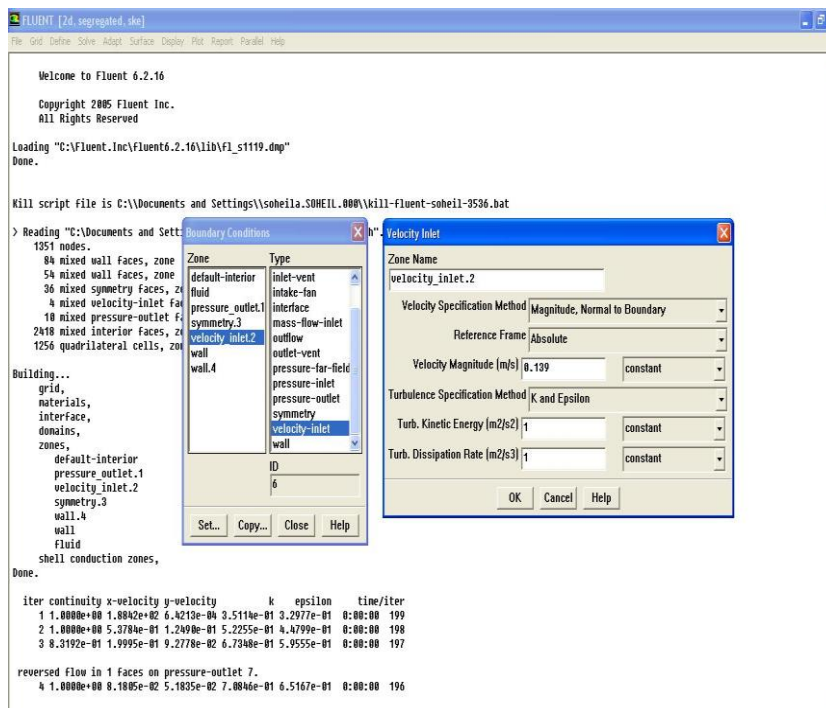 FLUENT [2d, segregated, ske]
File Grid Define Solve Adapt Surface Display Plot Report Parallel Help
Welcome to Fluent 6.2.16
Copyright 2005 Fluent Inc.
All Rights Reserved
Loading "C:\Fluent.Inc\fluent6.2.16\lib\fl_s1119.dmp"
Done.
Kill script file is C:\\Documents and Settings\\soheila.SOHEIL.000\\kill-fluent-soheil-3536.bat
> Reading "C:\Documents and Sett h".
1351 nodes.
84 mixed wall faces, zone
54 mixed wall faces, zone
36 mixed symmetry faces, z
4 mixed velocity-inlet fac
10 mixed pressure-outlet f
2418 mixed interior faces, z
1256 quadrilateral cells, zon
Building...
grid,
materials,
interface,
domains,
zones,
default-interior
pressure_outlet.1
velocity_inlet.2
symmetry.3
wall.4
wall
fluid
shell conduction zones,
Done.
iter continuity x-velocity y-velocity k epsilon time/iter
1 1.0000e+00 1.8842e+02 6.4213e-04 3.5114e-01 3.2977e-01 0:00:00 199
2 1.0000e+00 5.3784e-01 1.2490e-01 5.2255e-01 4.4799e-01 0:00:00 198
3 8.3192e-01 1.9995e-01 9.2778e-02 6.7348e-01 5.9555e-01 0:00:00 197
reversed flow in 1 faces on pressure-outlet 7.
4 1.0000e+00 8.1805e-02 5.1835e-02 7.0846e-01 6.5167e-01 0:00:00 196
Boundary Conditions
Zone
default-interior
fluid
pressure_outlet.1
symmetry.3
velocity_inlet.2
wall
wall.4
Type
inlet-vent
intake-fan
interface
mass-flow-inlet
outflow
outlet-vent
pressure-far-field
pressure-inlet
pressure-outlet
symmetry
velocity-inlet
wall
ID
6
Set... Copy... Close Help
Velocity Inlet
Zone Name
velocity_inlet.2
Velocity Specification Method Magnitude, Normal to Boundary
Reference Frame Absolute
Velocity Magnitude (m/s) 0.139 constant
Turbulence Specification Method K and Epsilon
Turb. Kinetic Energy (m2/s2) 1 constant
Turb. Dissipation Rate (m2/s3) 1 constant
OK Cancel Help